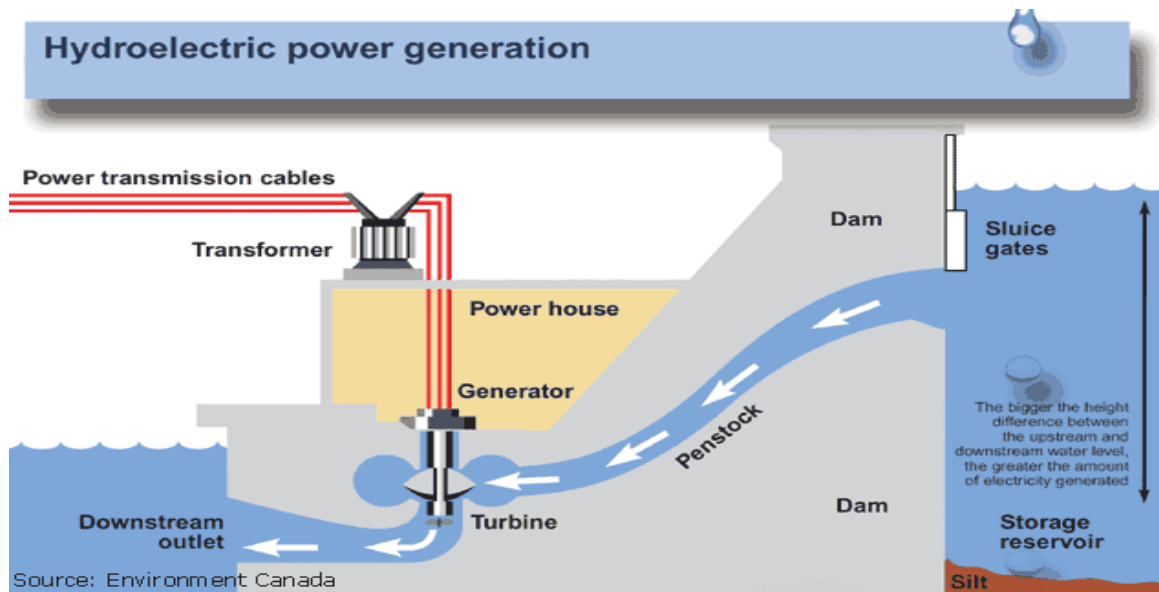 Hydroelectric power generation
Power transmission cables
Transformer
Dam
Sluice
gates
Power house
Generator
Penstock
The bigger the height
difference between
the upstream and
downstream water level,
the greater the amount
of electricity generated
Dam
Downstream
outlet
Turbine
Storage
reservoir
Silt
Source: Environment Canada